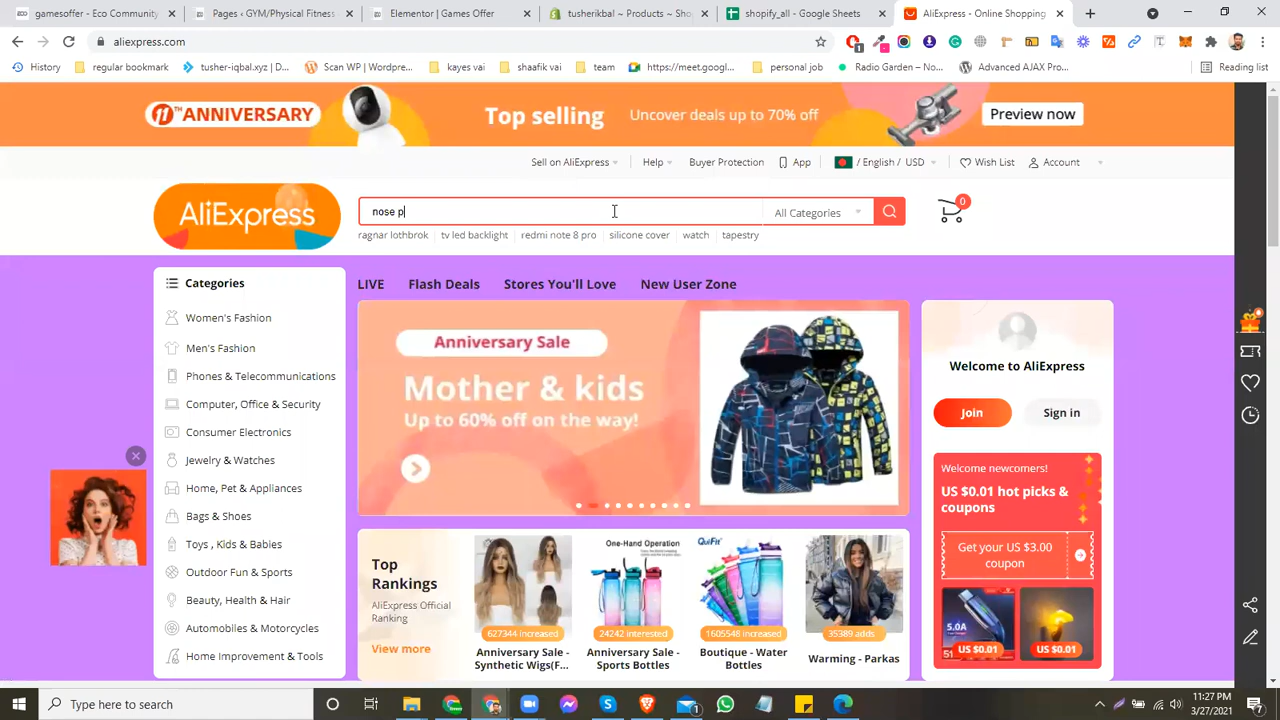 gamesoffer - Eco Community
Pages ‹ GYM/Physical Fitness
Elementor | Games Offer
tusherikbal ~ Products ~ Sho
shopify_all - Google Sheets
AliExpress - Online Shopping
aliexpress.com
History
regular bookmark
tusher-iqbal.xyz | D...
Scan WP | Wordpre...
kayes vai
shaafik vai
team
https://meet.googl...
personal job
Radio Garden – No...
Advanced AJAX Pro...
Reading list
11TH ANNIVERSARY
Top selling
Uncover deals up to 70% off
Preview now
Sell on AliExpress
Help
Buyer Protection
App
/ English / USD
Wish List
Account
AliExpress
nose p
All Categories
0
ragnar lothbrok
tv led backlight
redmi note 8 pro
silicone cover
watch
tapestry
Categories
LIVE
Flash Deals
Stores You'll Love
New User Zone
Women's Fashion
Men's Fashion
Phones & Telecommunications
Computer, Office & Security
Consumer Electronics
Jewelry & Watches
Home, Pet & Appliances
Bags & Shoes
Toys , Kids & Babies
Outdoor Fun & Sports
Beauty, Health & Hair
Automobiles & Motorcycles
Home Improvement & Tools
Anniversary Sale
Mother & kids
Up to 60% off on the way!
Welcome to AliExpress
Join
Sign in
Welcome newcomers!
US $0.01 hot picks &
coupons
Get your US $3.00
coupon
5.0A
US $0.01
US $0.01
Top
Rankings
AliExpress Official
Ranking
View more
627344 increased
Anniversary Sale -
Synthetic Wigs(F...
One-Hand Operation
24242 interested
Anniversary Sale -
Sports Bottles
QuiFit
1605548 increased
Boutique - Water
Bottles
35389 adds
Warming - Parkas
Type here to search
11:27 PM
3/27/2021